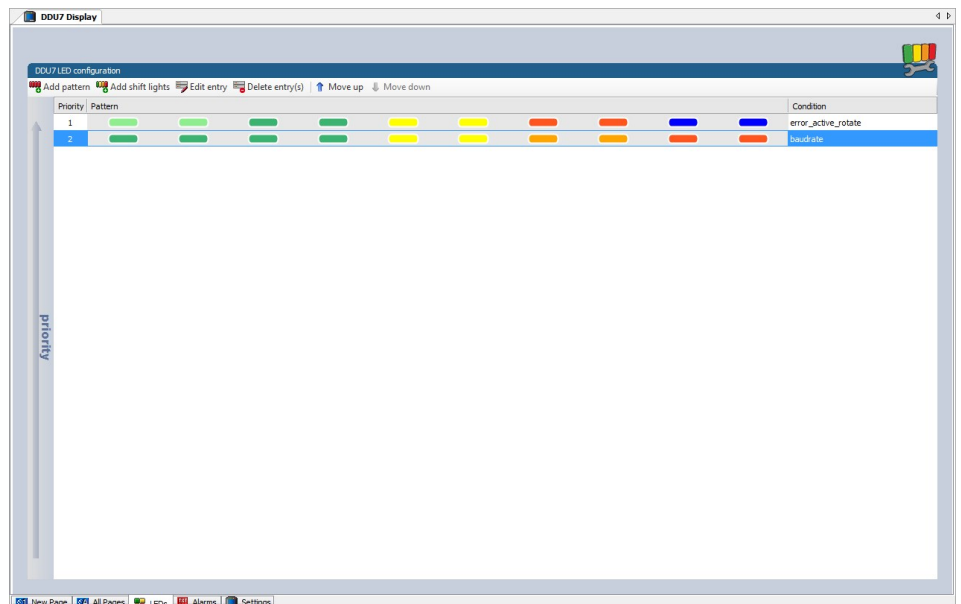 DDU7 Display
DDU7 LED configuration
Add pattern Add shift lights Edit entry Delete entry(s) Move up Move down
Priority Pattern Condition
1 error_active_rotate
2 baudrate
priority
New Page All Pages LEDs Alarms Settings